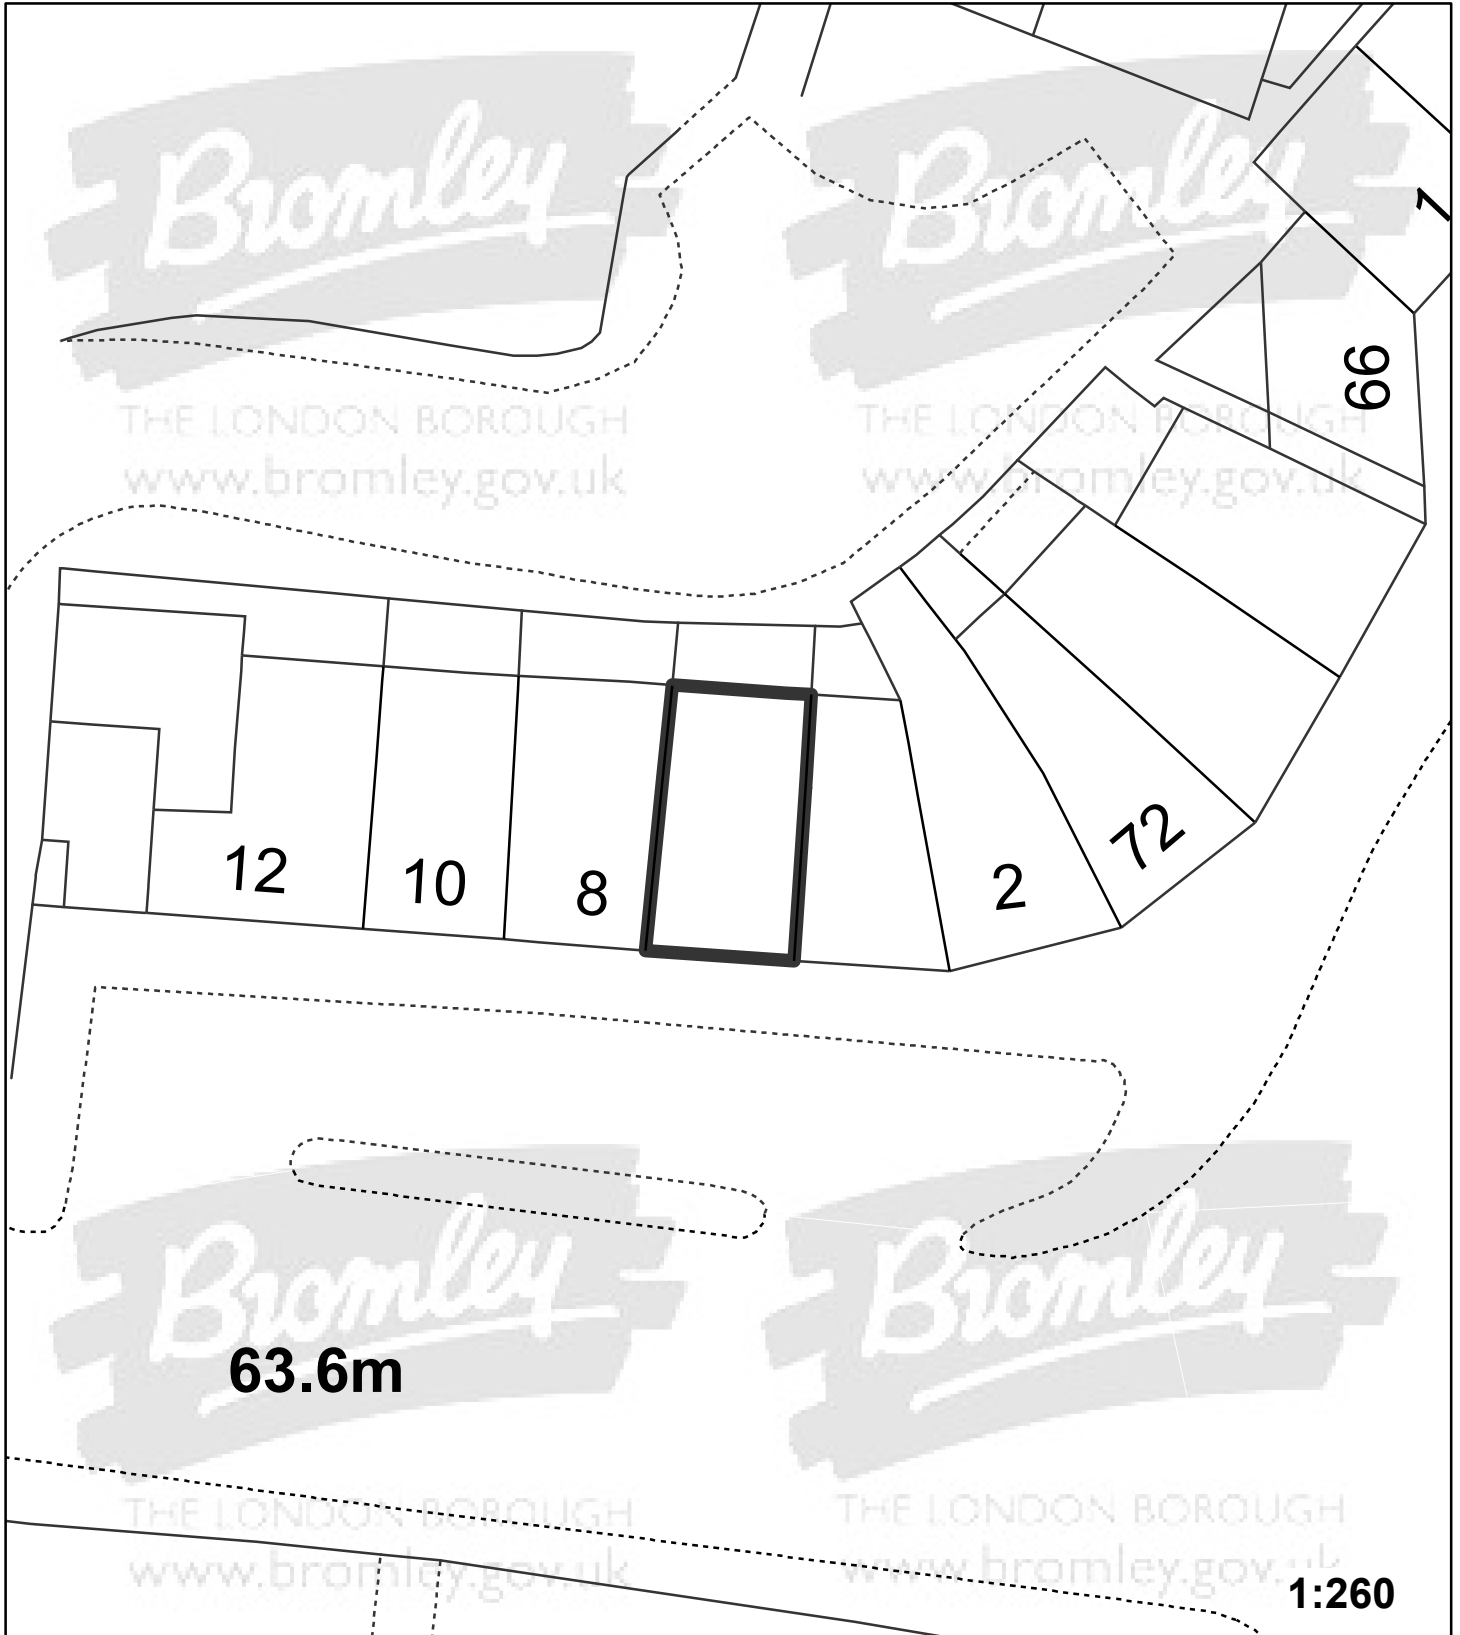 Bromley
THE LONDON BOROUGH
www.bromley.gov.uk
Bromley
THE LONDON BOROUGH
www.bromley.gov.uk
1
66
12
10
8
2
72
Bromley
THE LONDON BOROUGH
www.bromley.gov.uk
Bromley
THE LONDON BOROUGH
www.bromley.gov.uk
63.6m
1:260